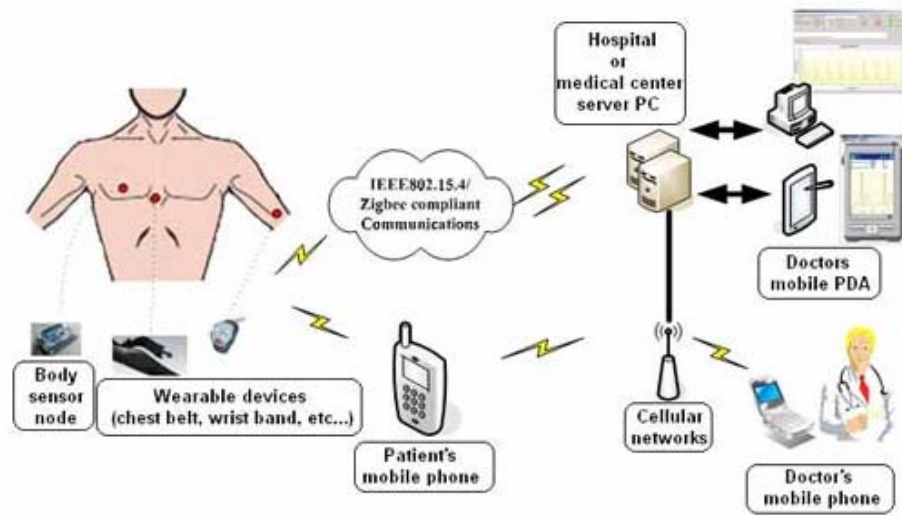 Hospital
or
medical center
server PC
IEEE802.15.4/
Zigbee compliant
Communications
Doctors
mobile PDA
Body
sensor
node
Wearable devices
(chest belt, wrist band, etc...)
Patient's
mobile phone
Cellular
networks
Doctor's
mobile phone